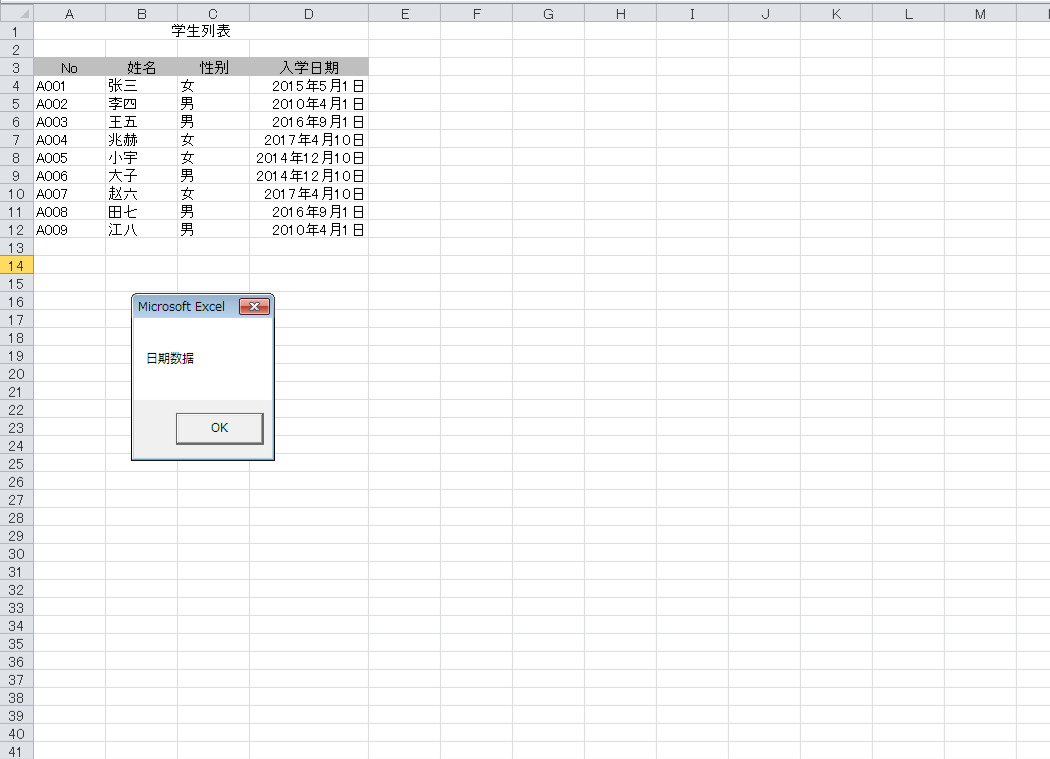 A B C D E F G H I J K L M
1 学生列表
2
3 No 姓名 性别 入学日期
4 A001 张三 女 2015年5月1日
5 A002 李四 男 2010年4月1日
6 A003 王五 男 2016年9月1日
7 A004 兆赫 女 2017年4月10日
8 A005 小宇 女 2014年12月10日
9 A006 大子 男 2014年12月10日
10 A007 赵六 女 2017年4月10日
11 A008 田七 男 2016年9月1日
12 A009 江八 男 2010年4月1日
13
14
15
16
Microsoft Excel
17
18
19
日期数据
20
21
22
23
OK
24
25
26
27
28
29
30
31
32
33
34
35
36
37
38
39
40
41